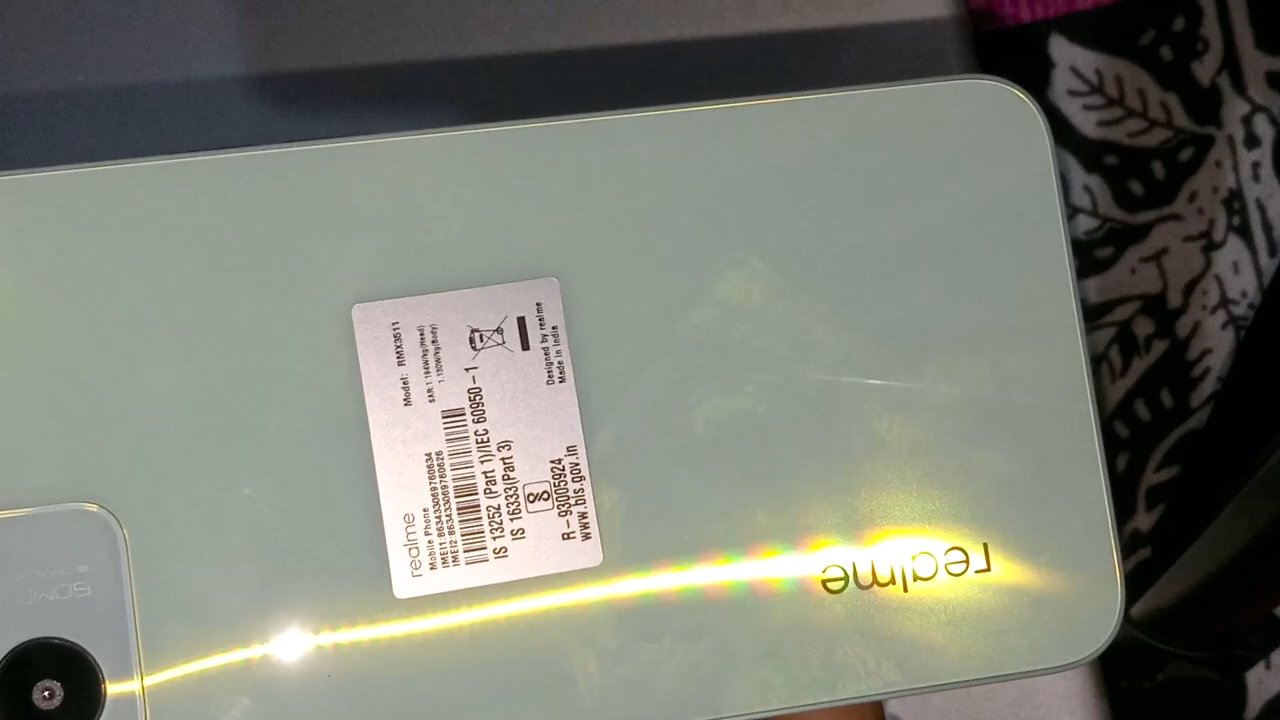 realme
Model: RMX3511
Mobile Phone
SAR:1.194W/kg(Head)
1.130W/kg(Body)
IMEI1:863433069760634
IMEI2:863433069760626
IS 13252 (Part 1)/IEC 60950-1
IS 16333(Part 3)
R-93005924
www.bis.gov.in
Designed by realme
Made in India
realme
50MP